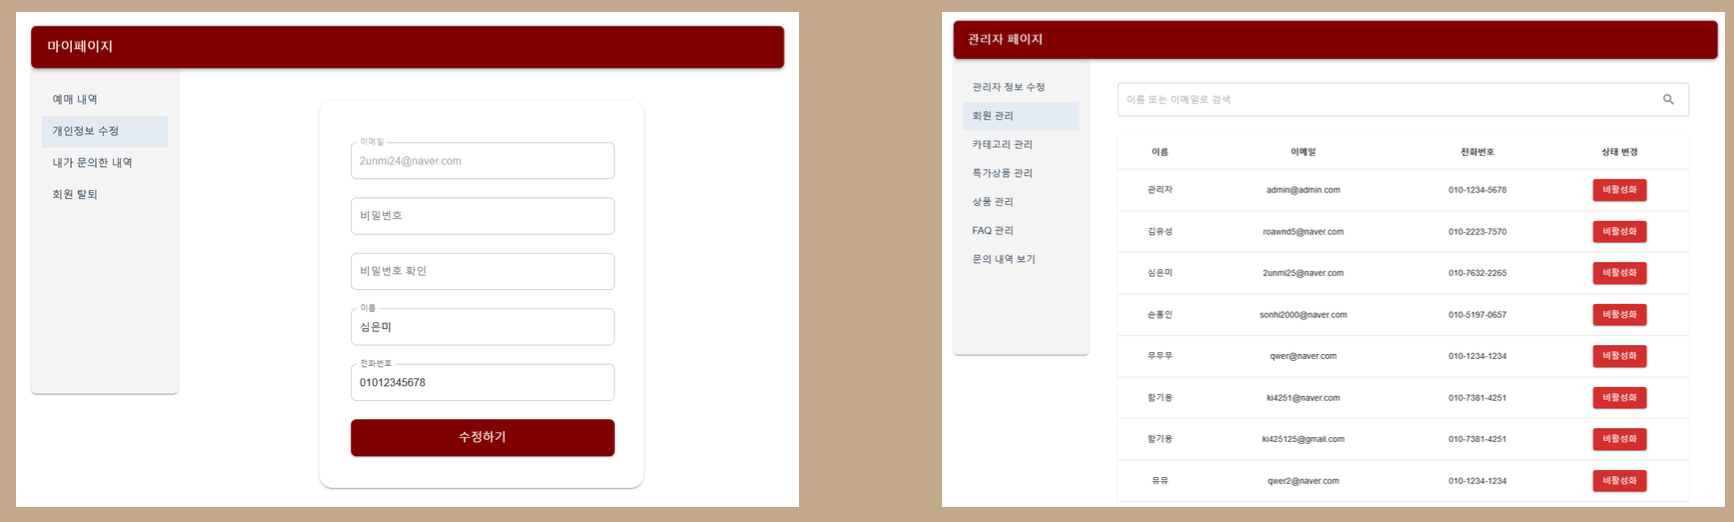 마이페이지
예매 내역
개인정보 수정
내가 문의한 내역
회원 탈퇴
이메일
2unmi24@naver.com
비밀번호
비밀번호 확인
이름
심은미
전화번호
01012345678
수정하기
관리자 페이지
관리자 정보 수정
회원 관리
카테고리 관리
특가상품 관리
상품 관리
FAQ 관리
문의 내역 보기
이름 또는 이메일로 검색
이름 이메일 전화번호 상태 변경
관리자 admin@admin.com 010-1234-5678 비활성화
김유성 roawnd5@naver.com 010-2223-7570 비활성화
심은미 2unmi25@naver.com 010-7632-2265 비활성화
손흥인 sonhi2000@naver.com 010-5197-0657 비활성화
무무무 qwer@naver.com 010-1234-1234 비활성화
함기용 ki4251@naver.com 010-7381-4251 비활성화
함기용 ki425125@gmail.com 010-7381-4251 비활성화
뮤뮤 qwer2@naver.com 010-1234-1234 비활성화